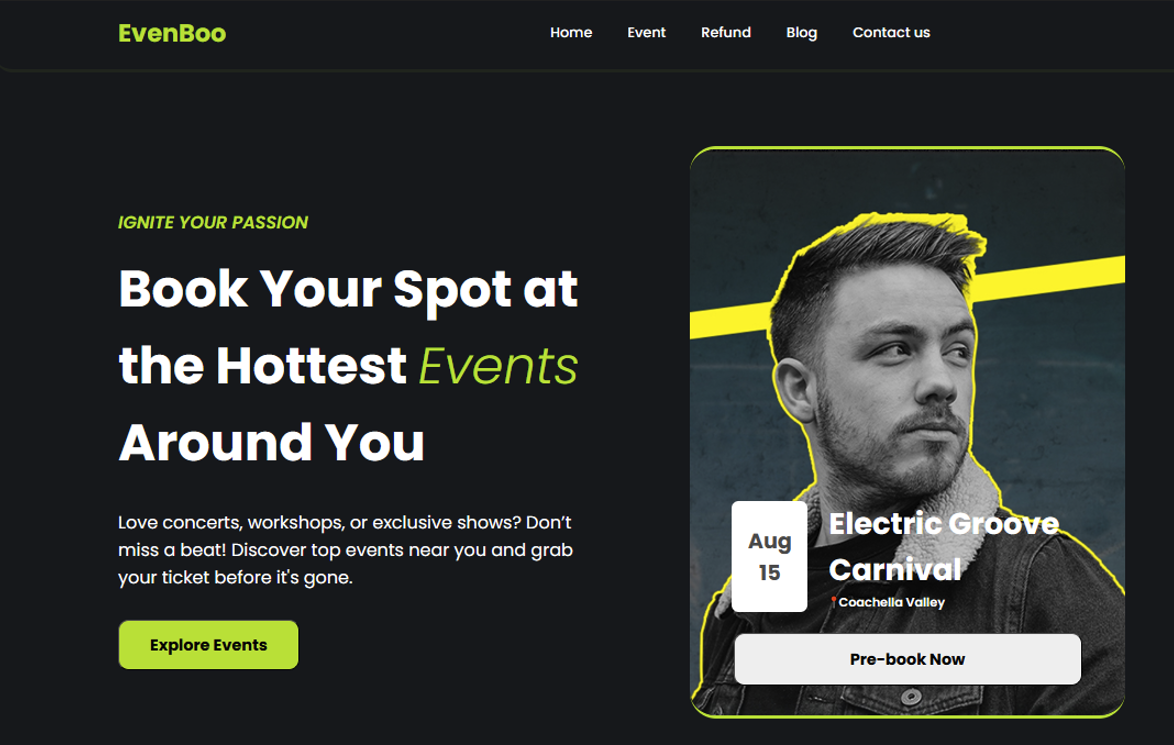 EvenBoo
Home Event Refund Blog Contact us
IGNITE YOUR PASSION
Book Your Spot at
the Hottest Events
Around You
Love concerts, workshops, or exclusive shows? Don’t
miss a beat! Discover top events near you and grab
your ticket before it's gone.
Explore Events
Aug
15
Electric Groove
Carnival
Coachella Valley
Pre-book Now